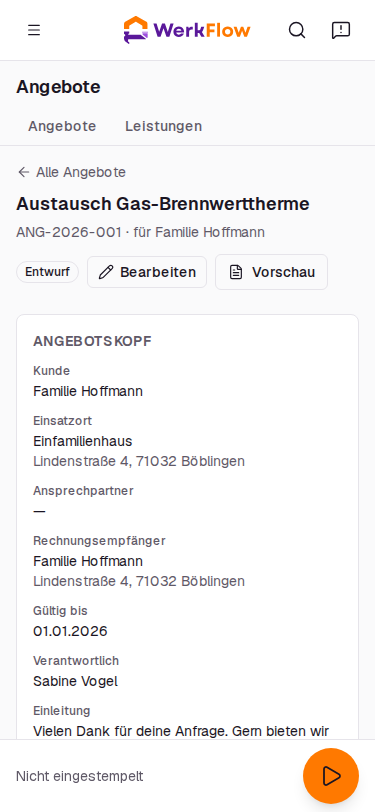 WerkFlow
Angebote
Angebote Leistungen
Alle Angebote
Austausch Gas-Brennwerttherme
ANG-2026-001 · für Familie Hoffmann
Entwurf Bearbeiten Vorschau
ANGEBOTSKOPF
Kunde
Familie Hoffmann
Einsatzort
Einfamilienhaus
Lindenstraße 4, 71032 Böblingen
Ansprechpartner
—
Rechnungsempfänger
Familie Hoffmann
Lindenstraße 4, 71032 Böblingen
Gültig bis
01.01.2026
Verantwortlich
Sabine Vogel
Einleitung
Vielen Dank für deine Anfrage. Gern bieten wir
Nicht eingestempelt